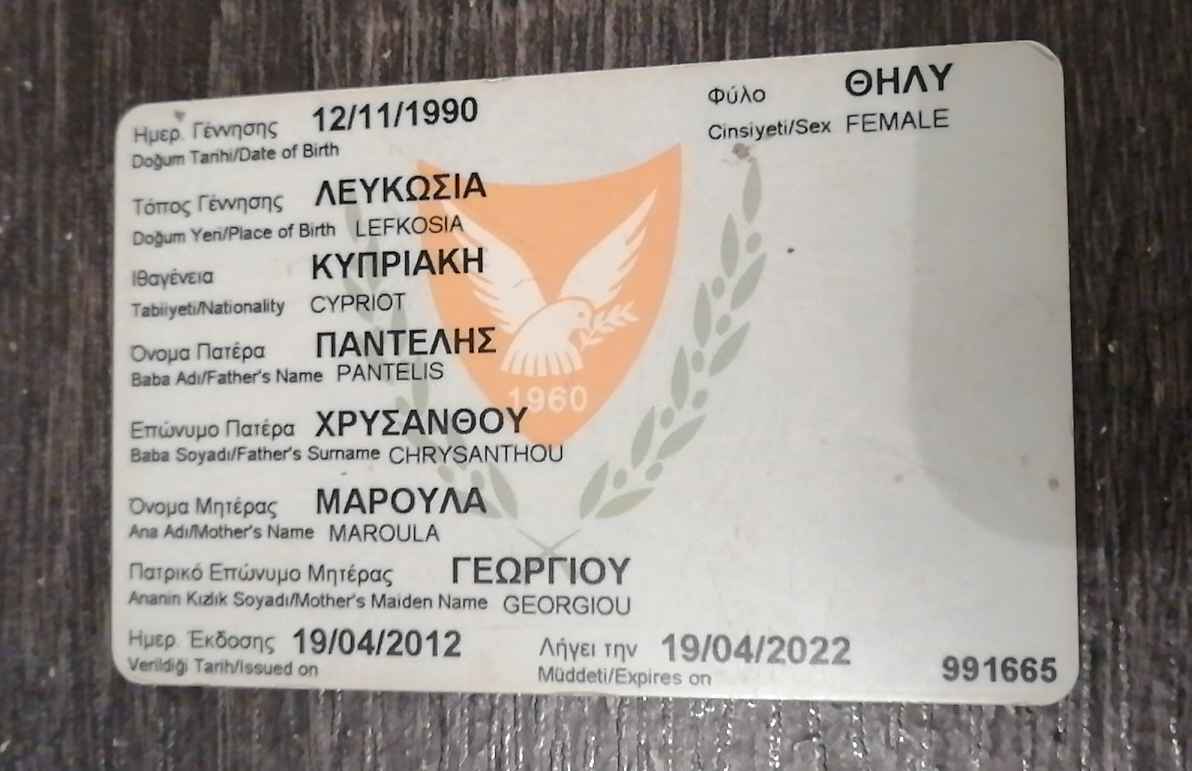 Ημερ. Γέννησης 12/11/1990
Doğum Tarihi/Date of Birth
Φύλο ΘΗΛΥ
Cinsiyeti/Sex FEMALE
Τόπος Γέννησης ΛΕΥΚΩΣΙΑ
Doğum Yeri/Place of Birth LEFKOSIA
Ιθαγένεια ΚΥΠΡΙΑΚΗ
Tabiiyeti/Nationality CYPRIOT
Όνομα Πατέρα ΠΑΝΤΕΛΗΣ
Baba Adı/Father's Name PANTELIS
1960
Επώνυμο Πατέρα ΧΡΥΣΑΝΘΟΥ
Baba Soyadı/Father's Surname CHRYSANTHOU
Όνομα Μητέρας ΜΑΡΟΥΛΑ
Ana Adı/Mother's Name MAROULA
Πατρικό Επώνυμο Μητέρας ΓΕΩΡΓΙΟΥ
Ananin Kızlık Soyadı/Mother's Maiden Name GEORGIOU
Ημερ. Έκδοσης 19/04/2012 Λήγει την 19/04/2022
Verildiği Tarih/Issued on Müddeti/Expires on 991665